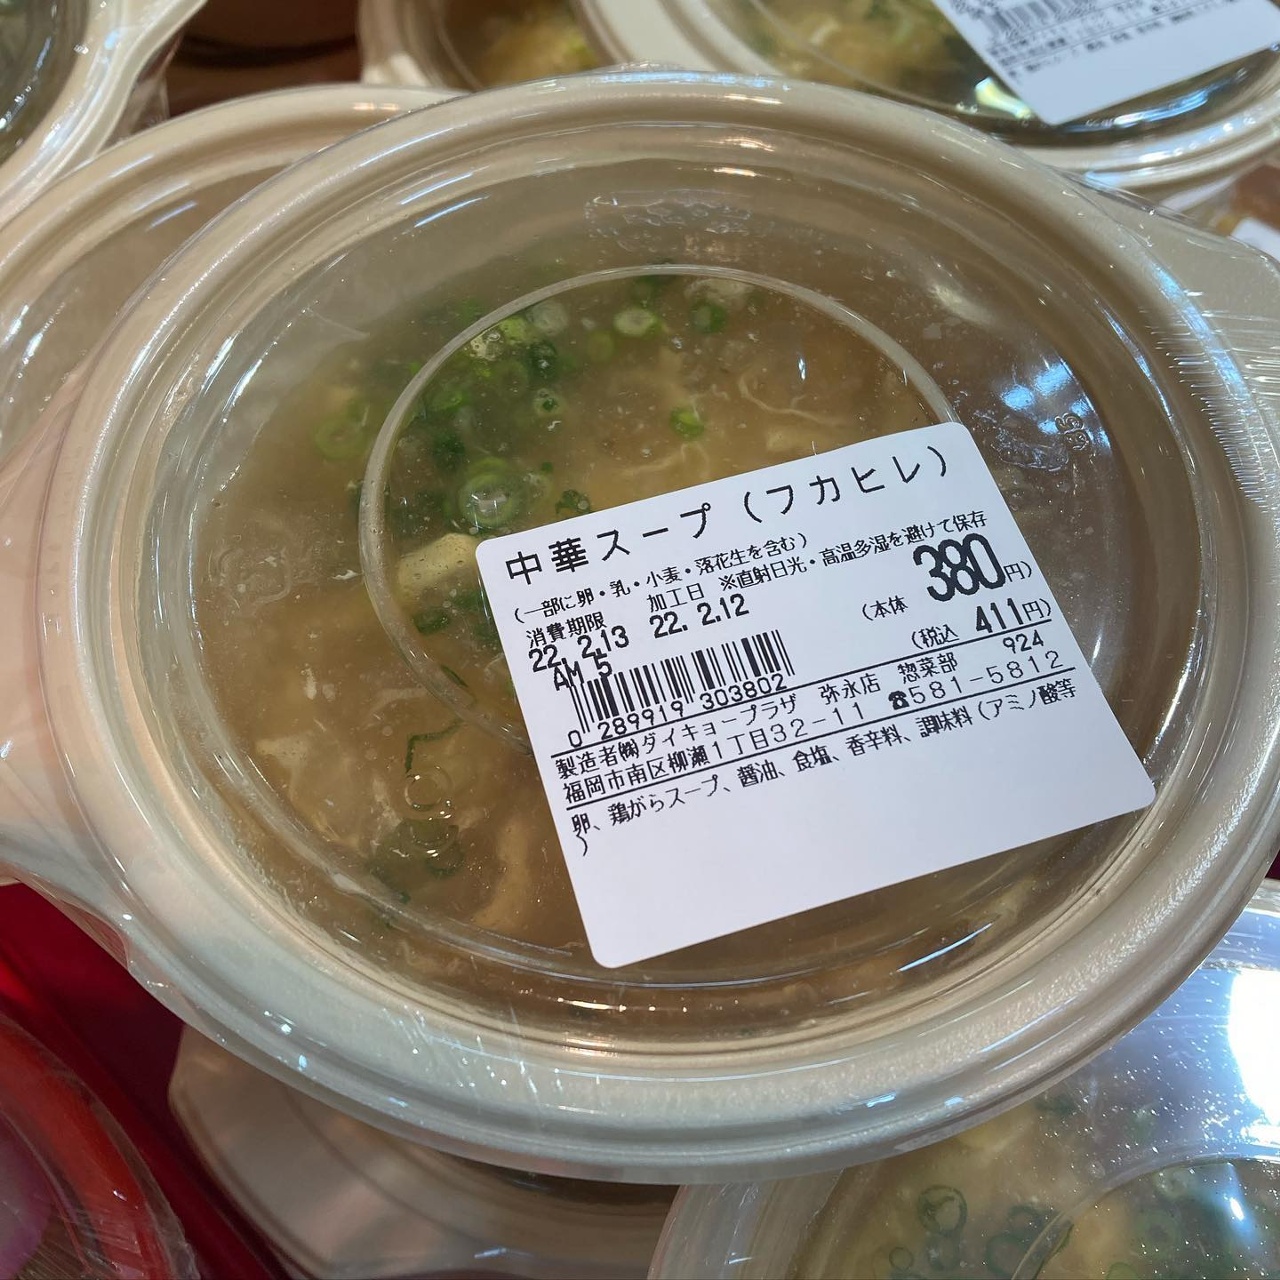 中華スープ(フカヒレ)
(一部に卵・乳・小麦・落花生を含む)
消費期限 加工日 ※直射日光・高温多湿を避けて保存
22. 2.13 22. 2.12 (本体 380円)
AM 5 (税込 411円)
924
0 289919 303802
製造者㈱ダイキョープラザ 弥永店 惣菜部
福岡市南区柳瀬1丁目32-11 ☎581-5812
卵、鶏がらスープ、醤油、食塩、香辛料、調味料(アミノ酸等
)